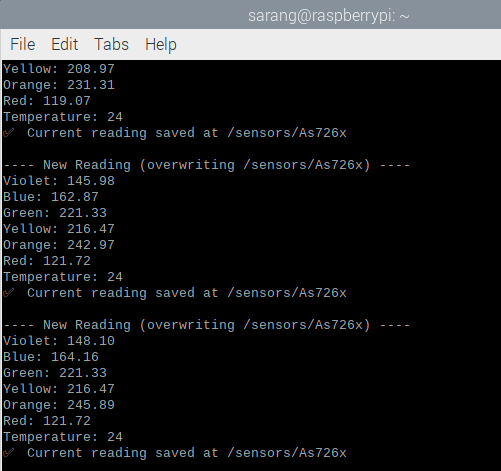 sarang@raspberrypi: ~
File Edit Tabs Help
Yellow: 208.97
Orange: 231.31
Red: 119.07
Temperature: 24
✅ Current reading saved at /sensors/As726x
---- New Reading (overwriting /sensors/As726x) ----
Violet: 145.98
Blue: 162.87
Green: 221.33
Yellow: 216.47
Orange: 242.97
Red: 121.72
Temperature: 24
✅ Current reading saved at /sensors/As726x
---- New Reading (overwriting /sensors/As726x) ----
Violet: 148.10
Blue: 164.16
Green: 221.33
Yellow: 216.47
Orange: 245.89
Red: 121.72
Temperature: 24
✅ Current reading saved at /sensors/As726x